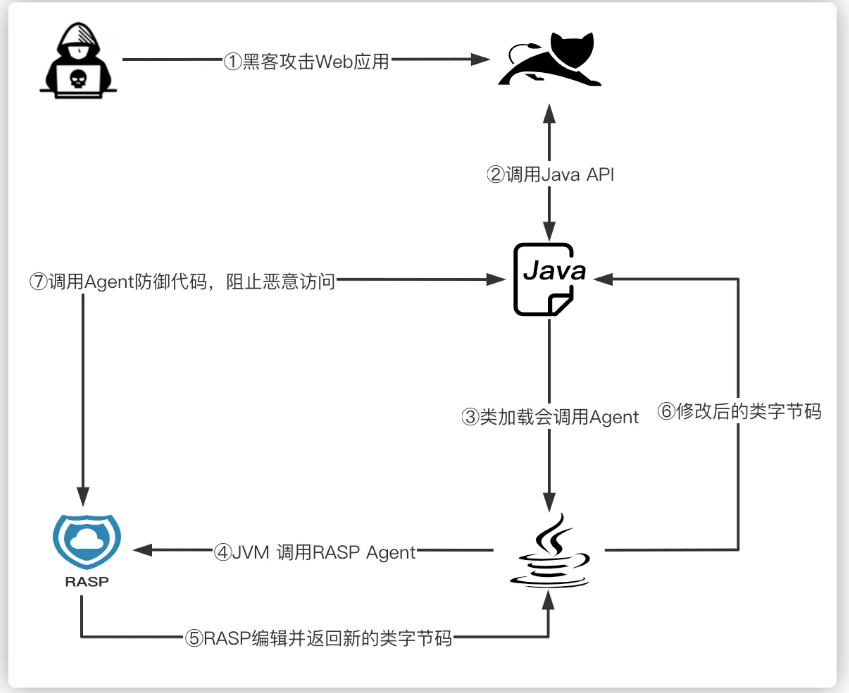 ①黑客攻击Web应用
②调用Java API
⑦调用Agent防御代码，阻止恶意访问
Java
③类加载会调用Agent
⑥修改后的类字节码
④JVM 调用RASP Agent
RASP
⑤RASP编辑并返回新的类字节码